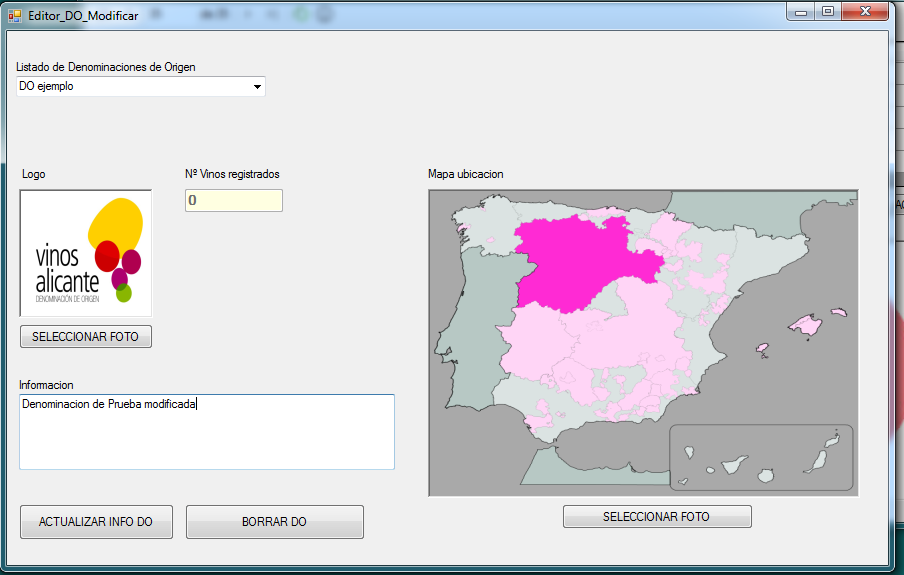 Editor_DO_Modificar
Listado de Denominaciones de Origen
DO ejemplo
Logo
Nº Vinos registrados
Mapa ubicacion
0
vinos
alicante
DENOMINACIÓN DE ORIGEN
SELECCIONAR FOTO
Informacion
Denominacion de Prueba modificada
ACTUALIZAR INFO DO
BORRAR DO
SELECCIONAR FOTO